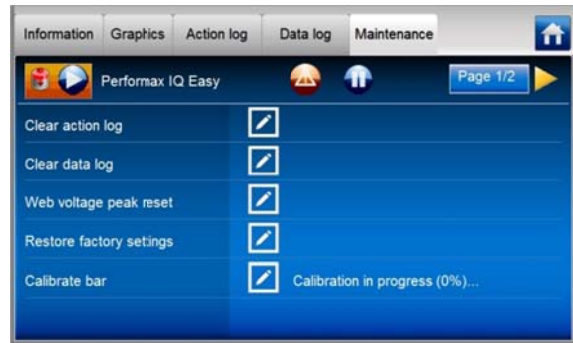 Information Graphics Action log Data log Maintenance
Performax IQ Easy Page 1/2
Clear action log
Clear data log
Web voltage peak reset
Restore factory settings
Calibrate bar Calibration in progress (0%)...